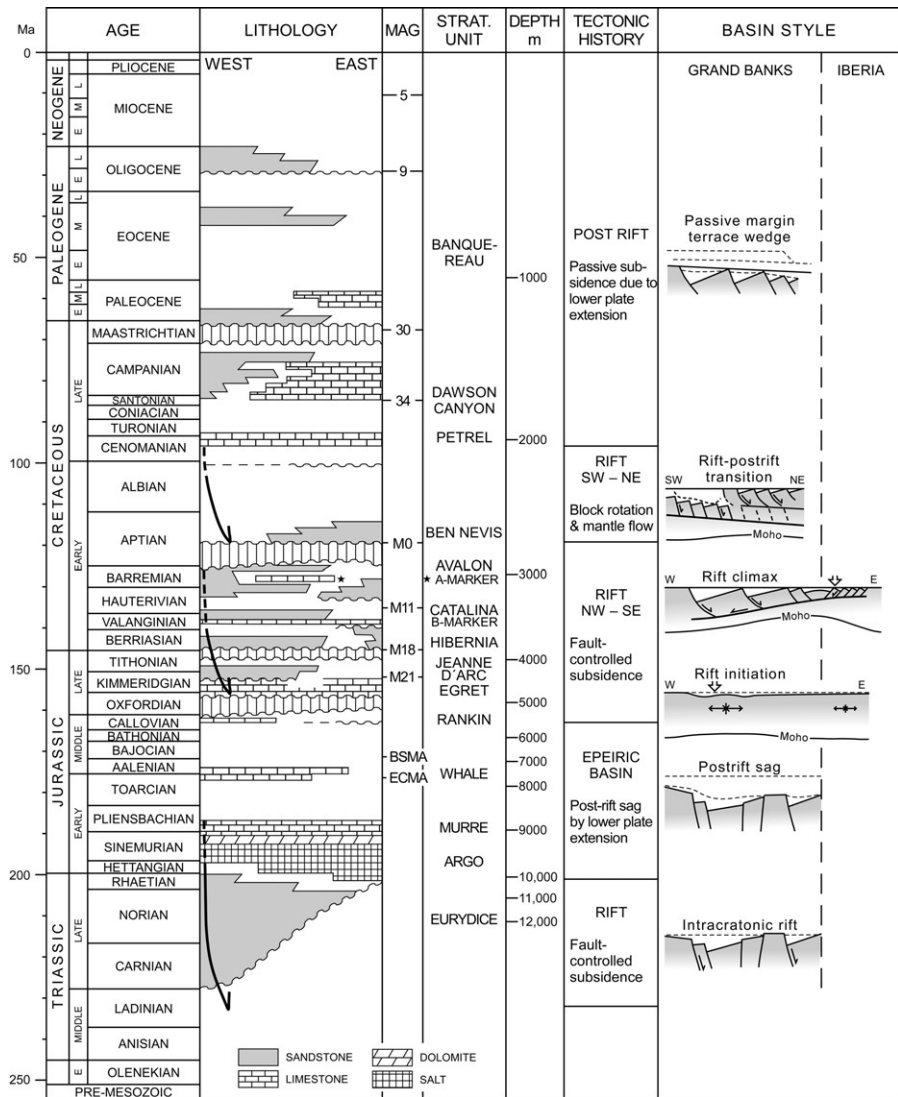 Ma
AGE
LITHOLOGY
MAG
STRAT.
UNIT
DEPTH
m
TECTONIC
HISTORY
BASIN STYLE
0
50
100
150
200
250
NEOGENE
PALEOGENE
CRETACEOUS
JURASSIC
TRIASSIC
L
M
E
L
E
L
M
E
L
M
E
LATE
EARLY
LATE
MIDDLE
EARLY
LATE
MIDDLE
E
PLIOCENE
MIOCENE
OLIGOCENE
EOCENE
PALEOCENE
MAASTRICHTIAN
CAMPANIAN
SANTONIAN
CONIACIAN
TURONIAN
CENOMANIAN
ALBIAN
APTIAN
BARREMIAN
HAUTERIVIAN
VALANGINIAN
BERRIASIAN
TITHONIAN
KIMMERIDGIAN
OXFORDIAN
CALLOVIAN
BATHONIAN
BAJOCIAN
AALENIAN
TOARCIAN
PLIENSBACHIAN
SINEMURIAN
HETTANGIAN
RHAETIAN
NORIAN
CARNIAN
LADINIAN
ANISIAN
OLENEKIAN
PRE-MESOZOIC
WEST
EAST
SANDSTONE
LIMESTONE
DOLOMITE
SALT
5
9
30
34
M0
M11
M18
M21
BSMA
ECMA
BANQUE-
REAU
DAWSON
CANYON
PETREL
BEN NEVIS
AVALON
★ A-MARKER
CATALINA
B-MARKER
HIBERNIA
JEANNE
D´ARC
EGRET
RANKIN
WHALE
MURRE
ARGO
EURYDICE
1000
2000
3000
4000
5000
6000
7000
8000
9000
10,000
11,000
12,000
POST RIFT
Passive sub-
sidence due to
lower plate
extension
RIFT
SW – NE
Block rotation
& mantle flow
RIFT
NW – SE
Fault-
controlled
subsidence
EPEIRIC
BASIN
Post-rift sag
by lower plate
extension
RIFT
Fault-
controlled
subsidence
GRAND BANKS
IBERIA
Passive margin
terrace wedge
Rift-postrift
transition
SW
NE
Moho
Rift climax
W
E
Moho
Rift initiation
W
E
Moho
Postrift sag
Intracratonic rift